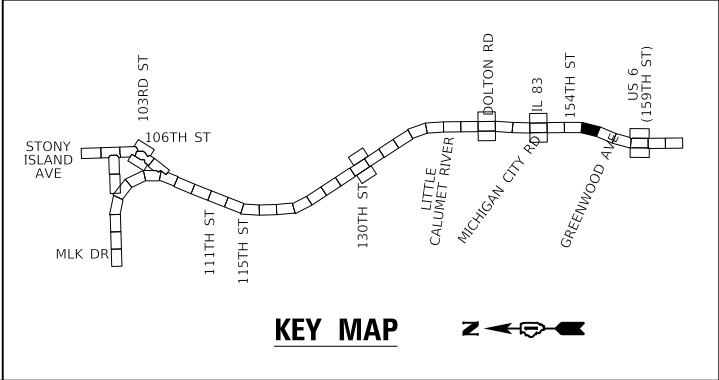 103RD ST
106TH ST
STONY
ISLAND
AVE
MLK DR
111TH ST
115TH ST
130TH ST
LITTLE
CALUMET RIVER
DOLTON RD
MICHIGAN CITY RD
IL 83
154TH ST
GREENWOOD AVE
US 6
(159TH ST)
KEY MAP
N